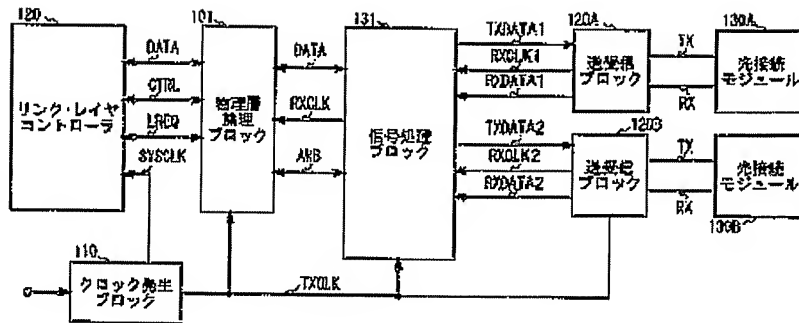 120
リンク・レイヤ
コントローラ
DATA
CTRL
LREQ
SYSCLK
101
物理層
論理
ブロック
DATA
RXCLK
ARB
131
信号処理
ブロック
TXDATA1
RXCLK1
RXDATA1
TXDATA2
RXCLK2
RXDATA2
120A
送受信
ブロック
120B
送受信
ブロック
TX
RX
TX
RX
130A
光接続
モジュール
光接続
モジュール
130B
110
クロック発生
ブロック
TXCLK